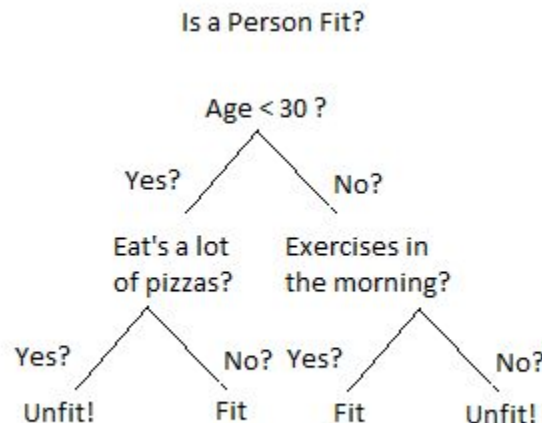 Is a Person Fit?
Age < 30 ?
Yes?
No?
Eat's a lot
of pizzas?
Exercises in
the morning?
Yes?
No?
Yes?
No?
Unfit!
Fit
Fit
Unfit!